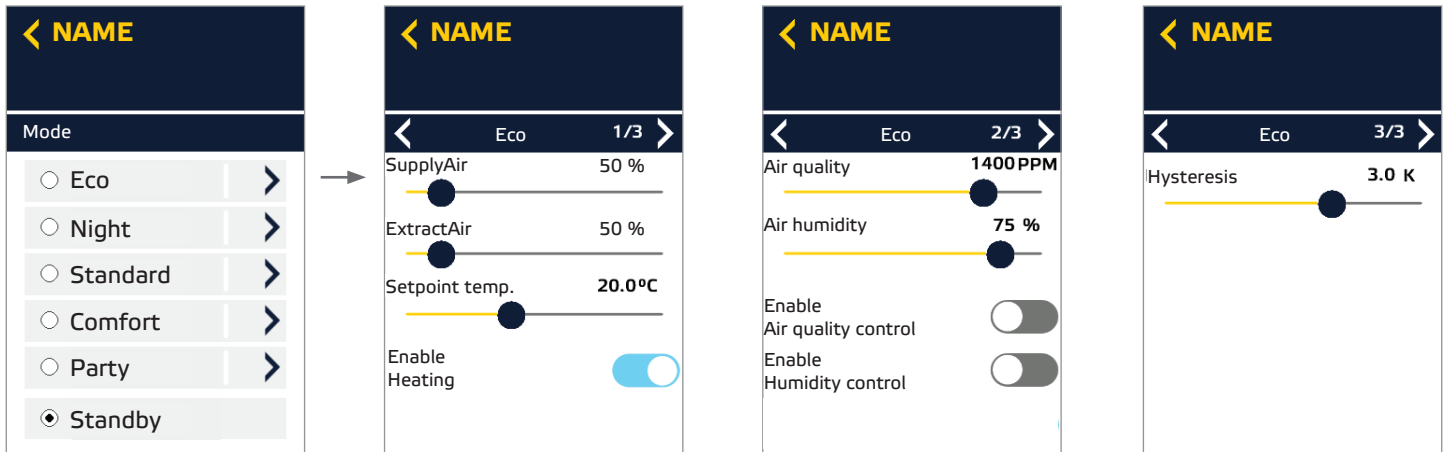 NAME
Mode
Eco
Night
Standard
Comfort
Party
Standby
NAME
Eco 1/3
SupplyAir 50 %
ExtractAir 50 %
Setpoint temp. 20.0ºC
Enable
Heating
NAME
Eco 2/3
Air quality 1400 PPM
Air humidity 75 %
Enable
Air quality control
Enable
Humidity control
NAME
Eco 3/3
Hysteresis 3.0 K